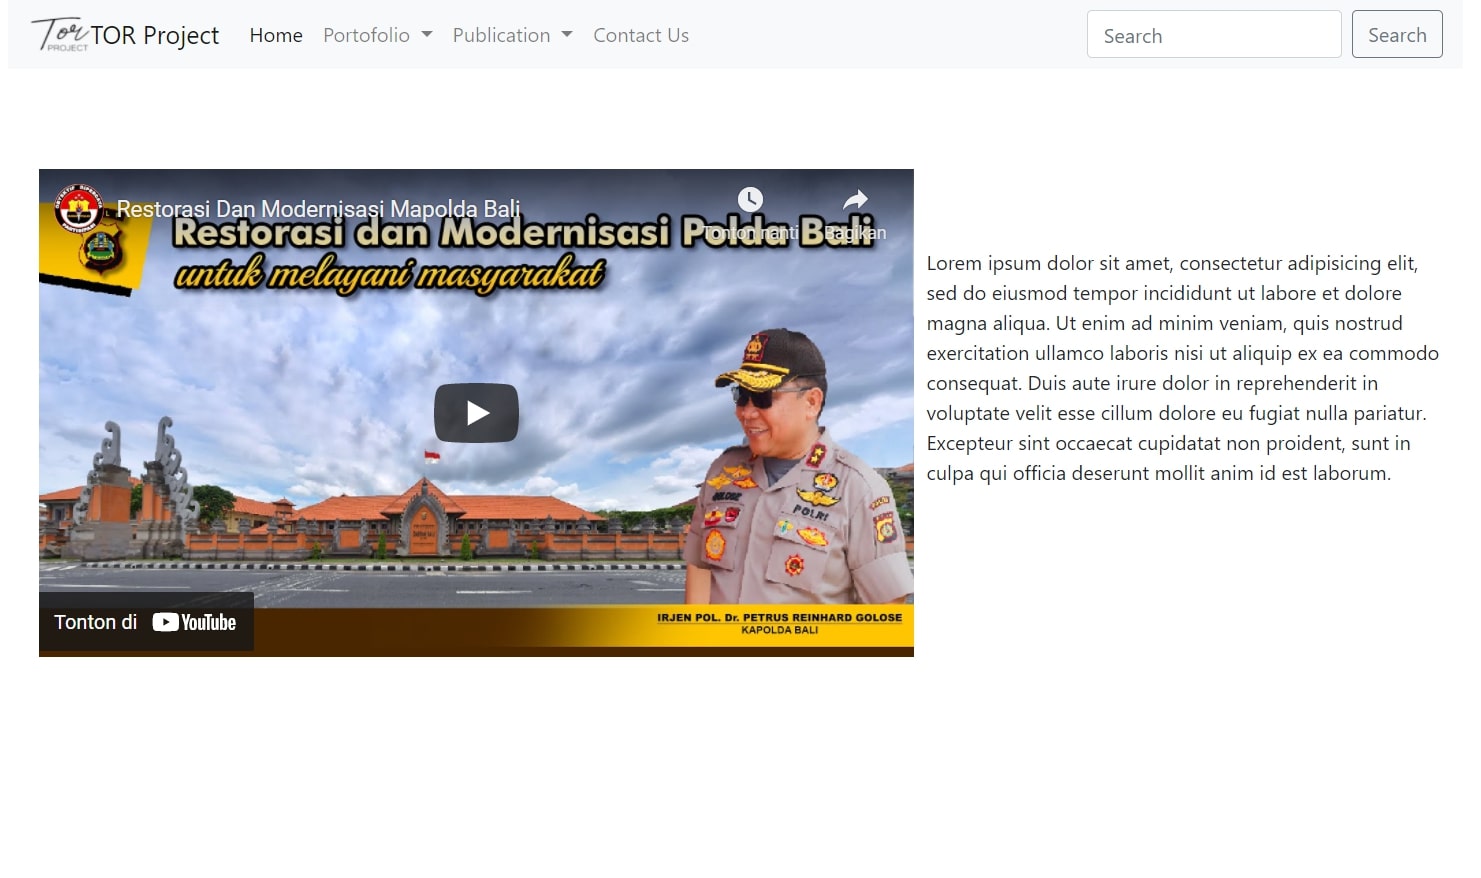 Tor
PROJECT
TOR Project
Home
Portofolio
Publication
Contact Us
Search
Search
Restorasi Dan Modernisasi Mapolda Bali
Tonton nanti
Bagikan
Restorasi dan Modernisasi Polda Bali
untuk melayani masyarakat
POLRI
Tonton di YouTube
IRJEN POL. Dr. PETRUS REINHARD GOLOSE
KAPOLDA BALI
Lorem ipsum dolor sit amet, consectetur adipisicing elit,
sed do eiusmod tempor incididunt ut labore et dolore
magna aliqua. Ut enim ad minim veniam, quis nostrud
exercitation ullamco laboris nisi ut aliquip ex ea commodo
consequat. Duis aute irure dolor in reprehenderit in
voluptate velit esse cillum dolore eu fugiat nulla pariatur.
Excepteur sint occaecat cupidatat non proident, sunt in
culpa qui officia deserunt mollit anim id est laborum.